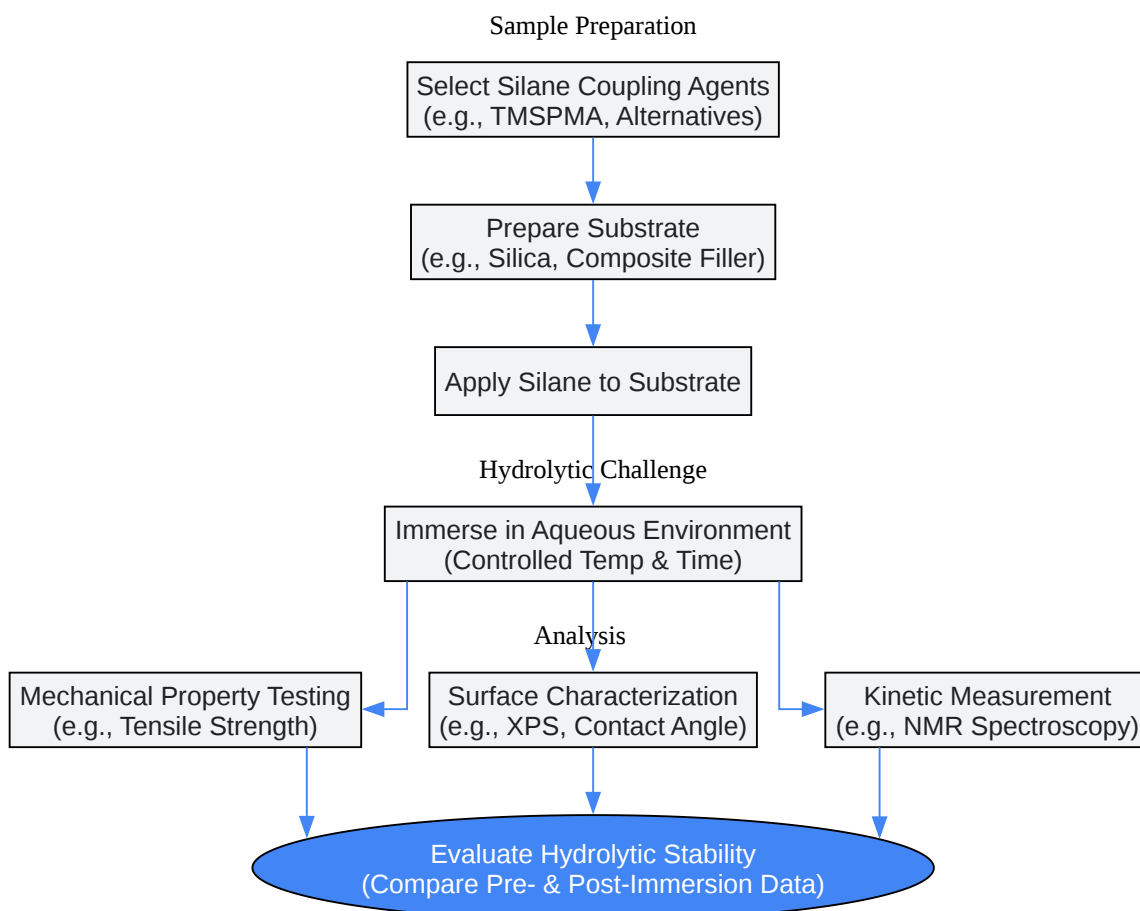 Sample Preparation
Select Silane Coupling Agents
(e.g., TMSPMA, Alternatives)
Prepare Substrate
(e.g., Silica, Composite Filler)
Apply Silane to Substrate
Hydrolytic Challenge
Immerse in Aqueous Environment
(Controlled Temp & Time)
Analysis
Mechanical Property Testing
(e.g., Tensile Strength)
Surface Characterization
(e.g., XPS, Contact Angle)
Kinetic Measurement
(e.g., NMR Spectroscopy)
Evaluate Hydrolytic Stability
(Compare Pre- & Post-Immersion Data)